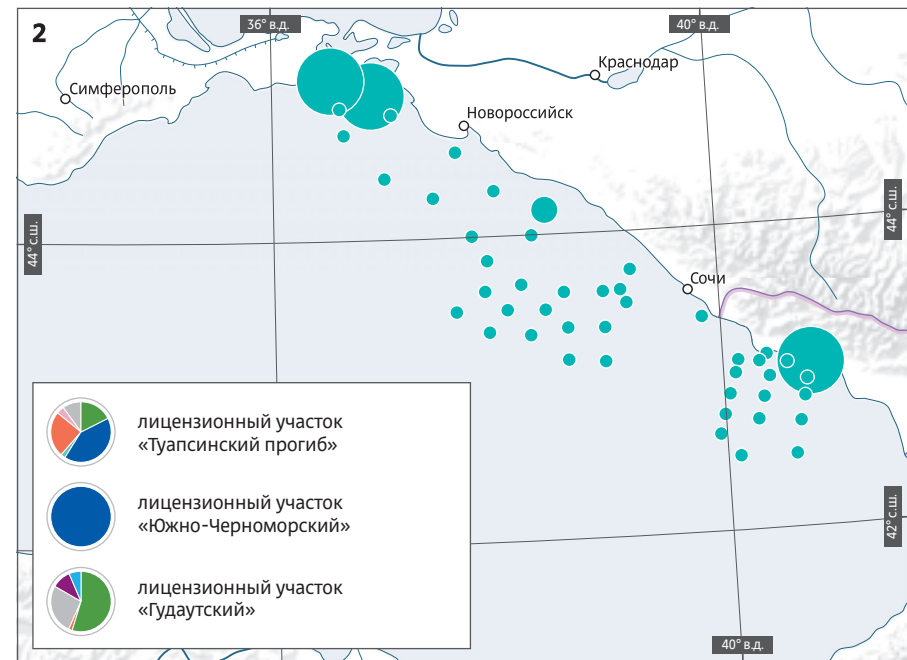 2
36° в.д.
40° в.д.
Симферополь
Краснодар
Новороссийск
44° с.ш.
44° с.ш.
Сочи
лицензионный участок
«Туапсинский прогиб»
лицензионный участок
«Южно-Черноморский»
лицензионный участок
«Гудаутский»
42° с.ш.
40° в.д.